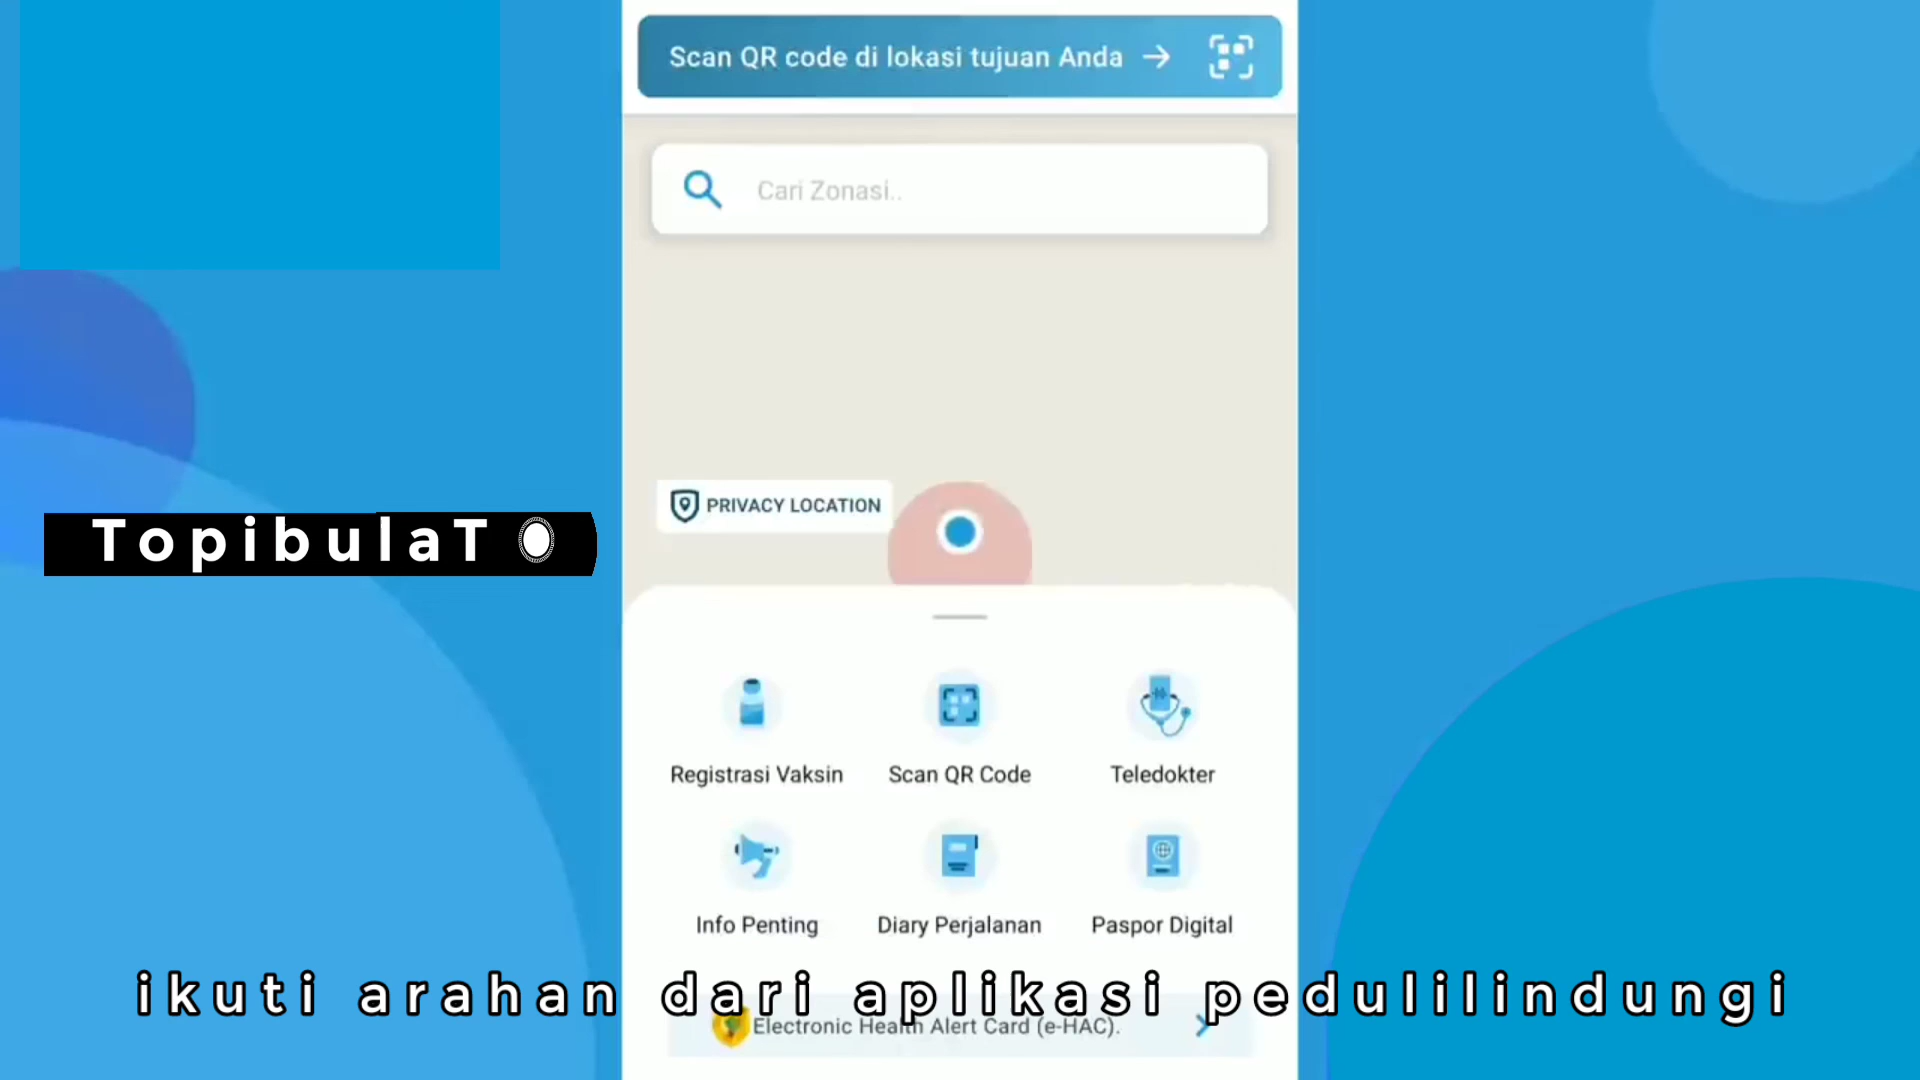 Scan QR code di lokasi tujuan Anda
Cari Zonasi..
PRIVACY LOCATION
TopibulaT
Registrasi Vaksin
Scan QR Code
Teledokter
Info Penting
Diary Perjalanan
Paspor Digital
ikuti arahan dari aplikasi pedulilindungi
Electronic Health Alert Card (e-HAC).